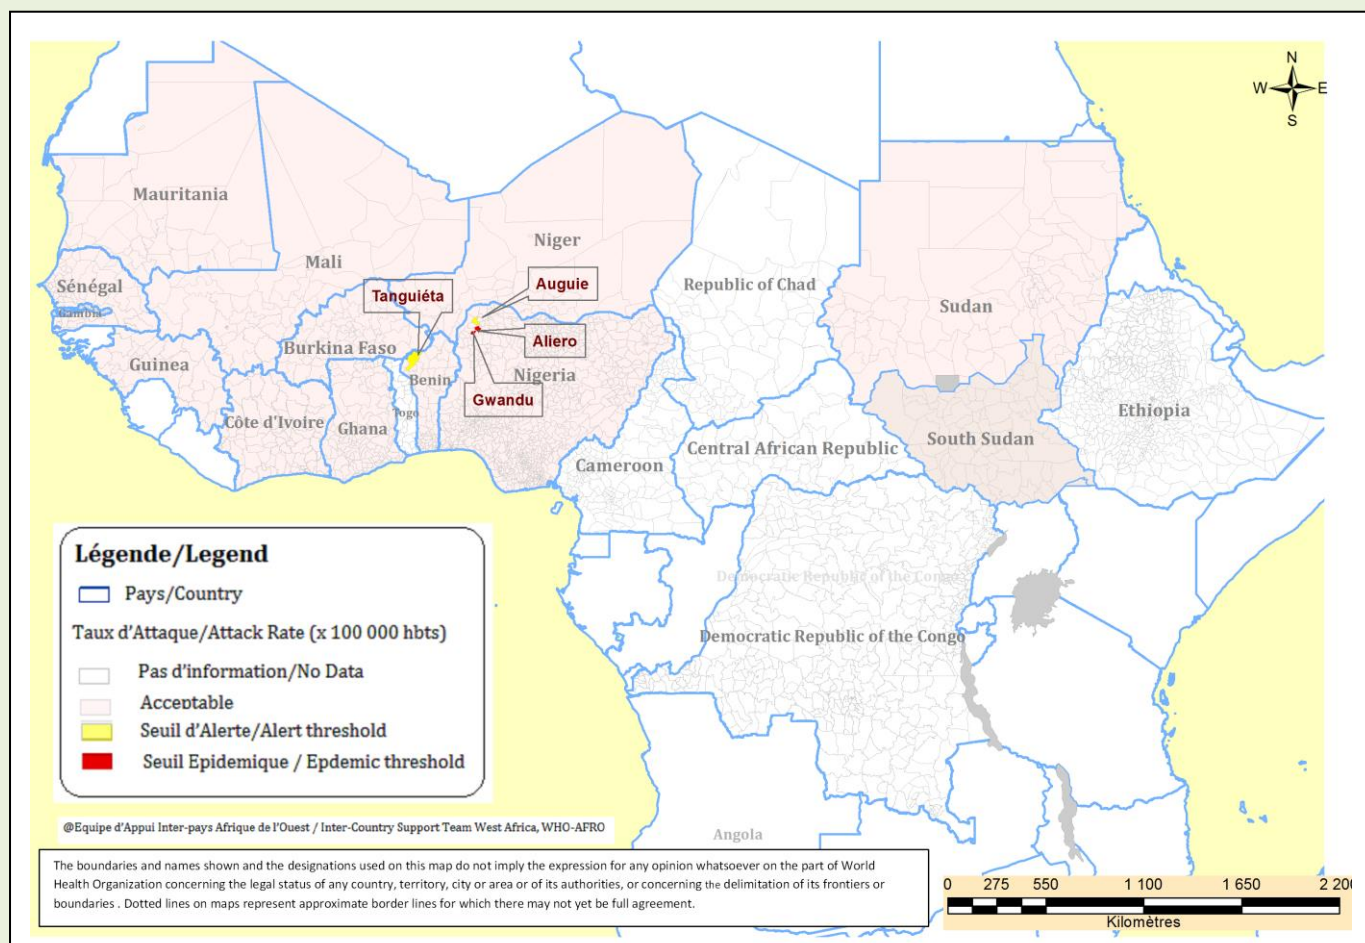 N
W E
S
Mauritania
Mali
Niger
Sénégal
Gambia
Guinea
Burkina Faso
Côte d'Ivoire
Ghana
Togo
Benin
Nigeria
Tanguiéta
Auguie
Aliero
Gwandu
Republic of Chad
Sudan
South Sudan
Ethiopia
Cameroon
Central African Republic
Democratic Republic of the Congo
Democratic Republic of the Congo
Angola
Légende/Legend
Pays/Country
Taux d'Attaque/Attack Rate (x 100 000 hbts)
Pas d'information/No Data
Acceptable
Seuil d'Alerte/Alert threshold
Seuil Epidemique / Epdemic threshold
@Equipe d'Appui Inter-pays Afrique de l'Ouest / Inter-Country Support Team West Africa, WHO-AFRO
The boundaries and names shown and the designations used on this map do not imply the expression for any opinion whatsoever on the part of World
Health Organization concerning the legal status of any country, territory, city or area or of its authorities, or concerning the delimitation of its frontiers or
boundaries . Dotted lines on maps represent approximate border lines for which there may not yet be full agreement.
0 275 550 1 100 1 650 2 200
Kilomètres